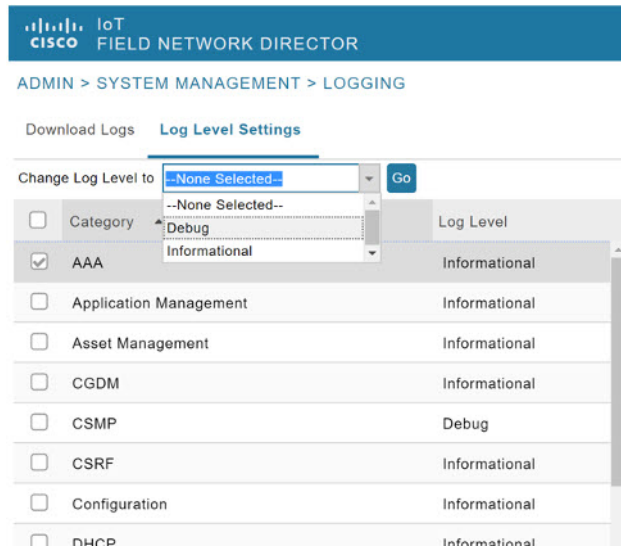 IoT
CISCO FIELD NETWORK DIRECTOR
ADMIN > SYSTEM MANAGEMENT > LOGGING
Download Logs Log Level Settings
Change Log Level to --None Selected-- Go
--None Selected--
Category Debug Log Level
Informational
AAA Informational
Application Management Informational
Asset Management Informational
CGDM Informational
CSMP Debug
CSRF Informational
Configuration Informational
DHCP Informational